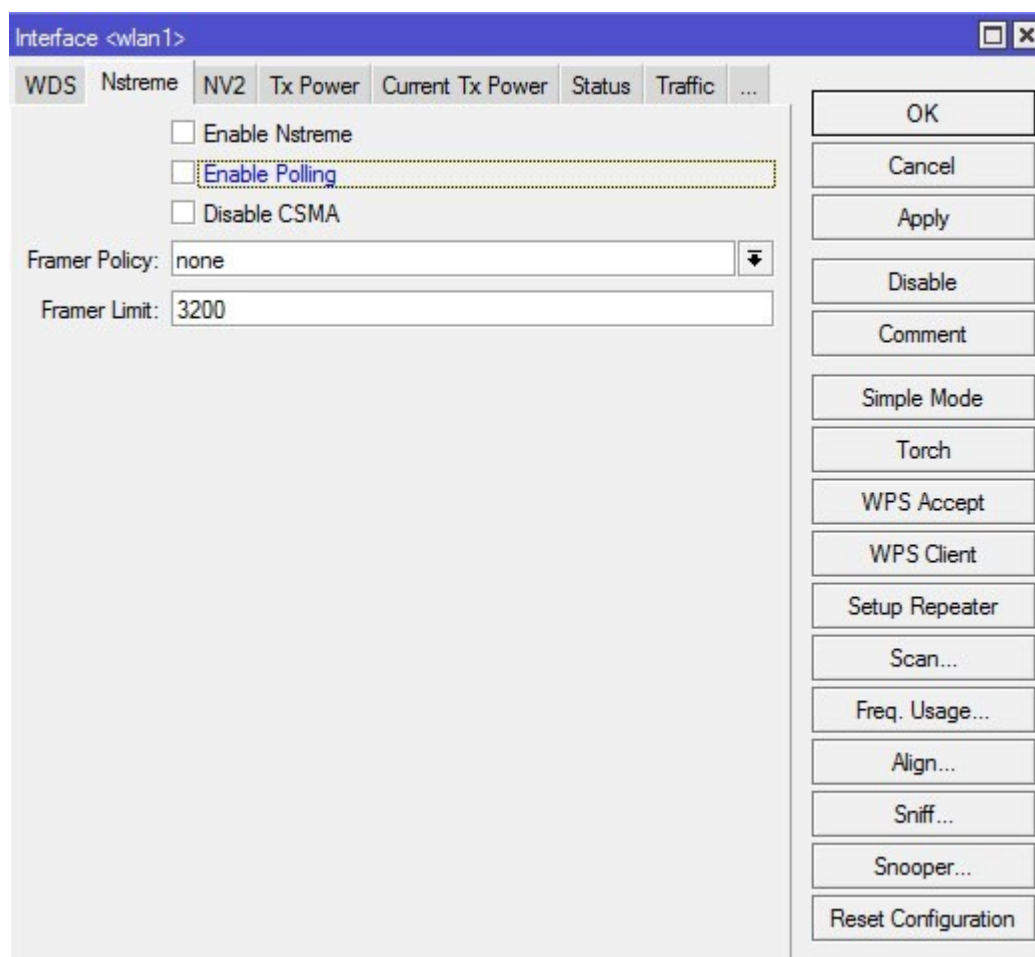 Interface <wlan1>
WDS Nstreme NV2 Tx Power Current Tx Power Status Traffic ...
Enable Nstreme
Enable Polling
Disable CSMA
Framer Policy: none
Framer Limit: 3200
OK
Cancel
Apply
Disable
Comment
Simple Mode
Torch
WPS Accept
WPS Client
Setup Repeater
Scan...
Freq. Usage...
Align...
Sniff...
Snooper...
Reset Configuration